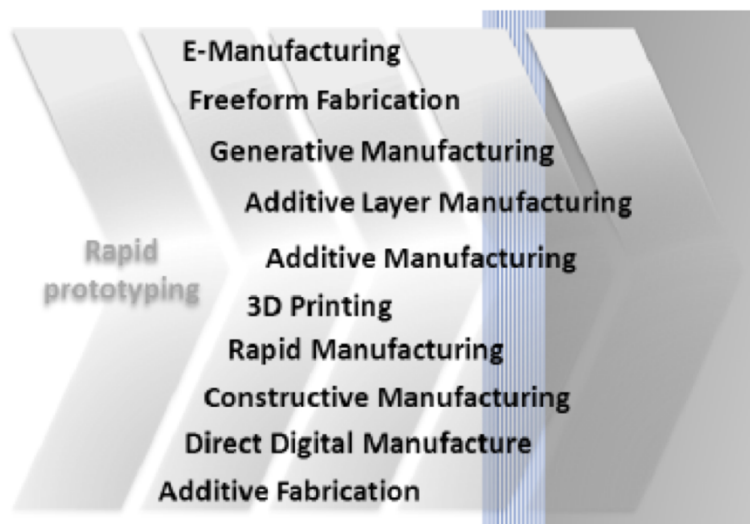 E-Manufacturing
Freeform Fabrication
Generative Manufacturing
Additive Layer Manufacturing
Rapid
prototyping
Additive Manufacturing
3D Printing
Rapid Manufacturing
Constructive Manufacturing
Direct Digital Manufacture
Additive Fabrication